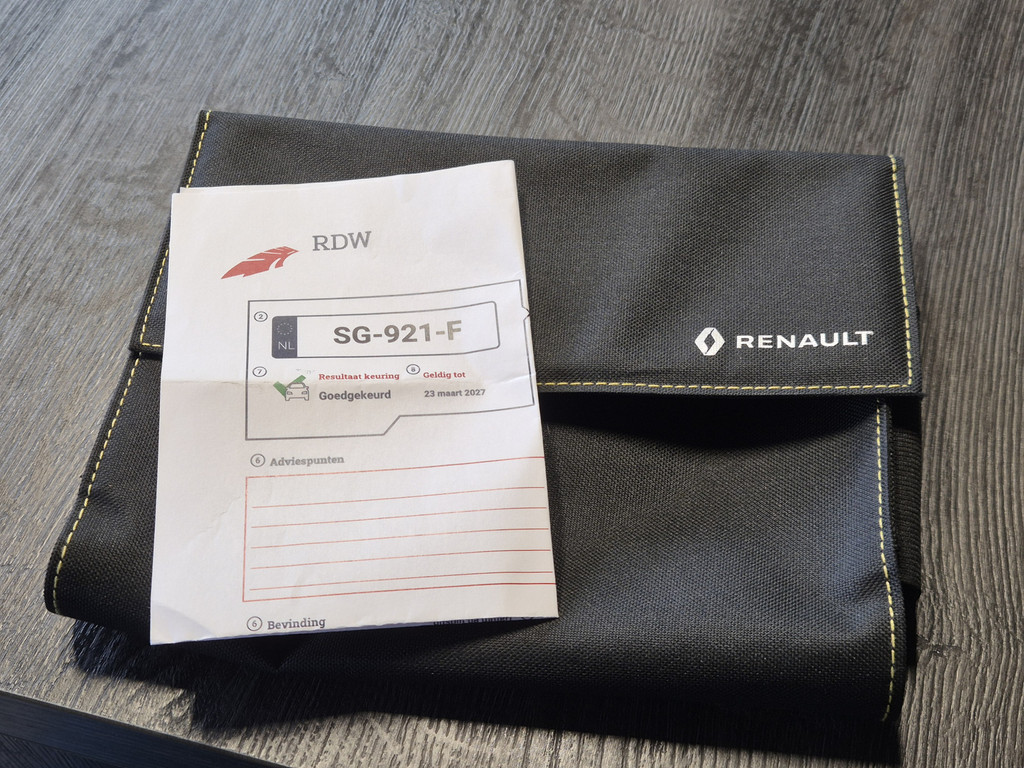 RDW
2
NL
SG-921-F
7
Resultaat keuring
8
Geldig tot
Goedgekeurd
23 maart 2027
6 Adviespunten
6 Bevinding
RENAULT